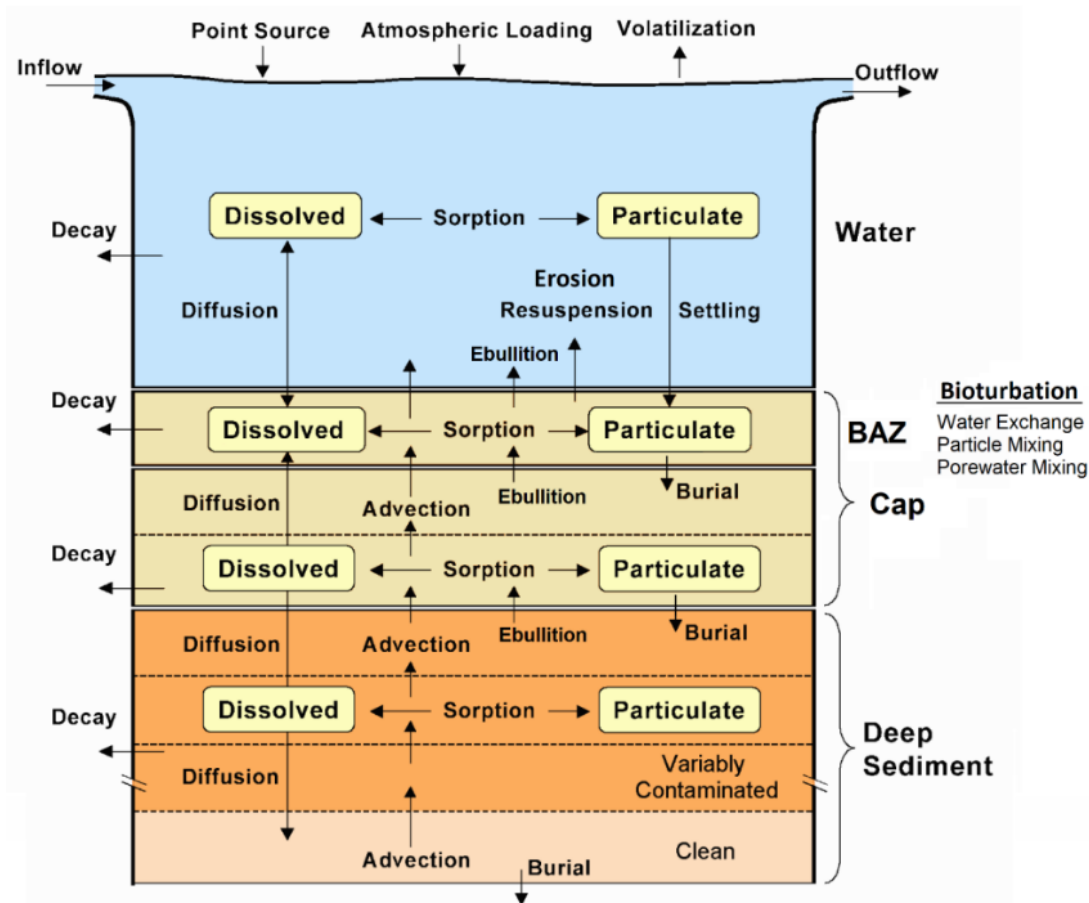 Point Source
Atmospheric Loading
Volatilization
Inflow
Outflow
Dissolved
Sorption
Particulate
Decay
Water
Erosion
Diffusion
Resuspension
Settling
Ebullition
Decay
Bioturbation
Water Exchange
Particle Mixing
Porewater Mixing
Dissolved
Sorption
Particulate
BAZ
Diffusion
Advection
Ebullition
Burial
Cap
Decay
Dissolved
Sorption
Particulate
Diffusion
Advection
Ebullition
Burial
Dissolved
Sorption
Particulate
Decay
Deep
Sediment
Diffusion
Variably
Contaminated
Advection
Clean
Burial